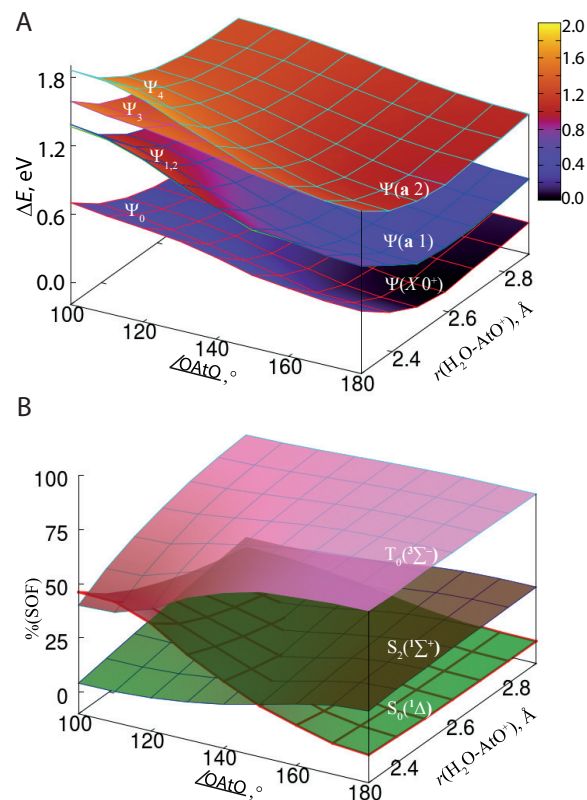 A
ΔE, eV
1.8
1.2
0.6
0.0
Ψ4
Ψ3
Ψ1,2
Ψ0
Ψ(a 2)
Ψ(a 1)
Ψ(X 0⁺)
100
120
140
160
180
∠OAtO, °
2.4
2.6
2.8
r(H₂O-AtO⁺), Å
2.0
1.6
1.2
0.8
0.4
0.0
B
%(SOF)
100
75
50
25
0
T₀(³Σ⁻)
S₂(¹Σ⁺)
S₀(¹Δ)
100
120
140
160
180
∠OAtO, °
2.4
2.6
2.8
r(H₂O-AtO⁺), Å